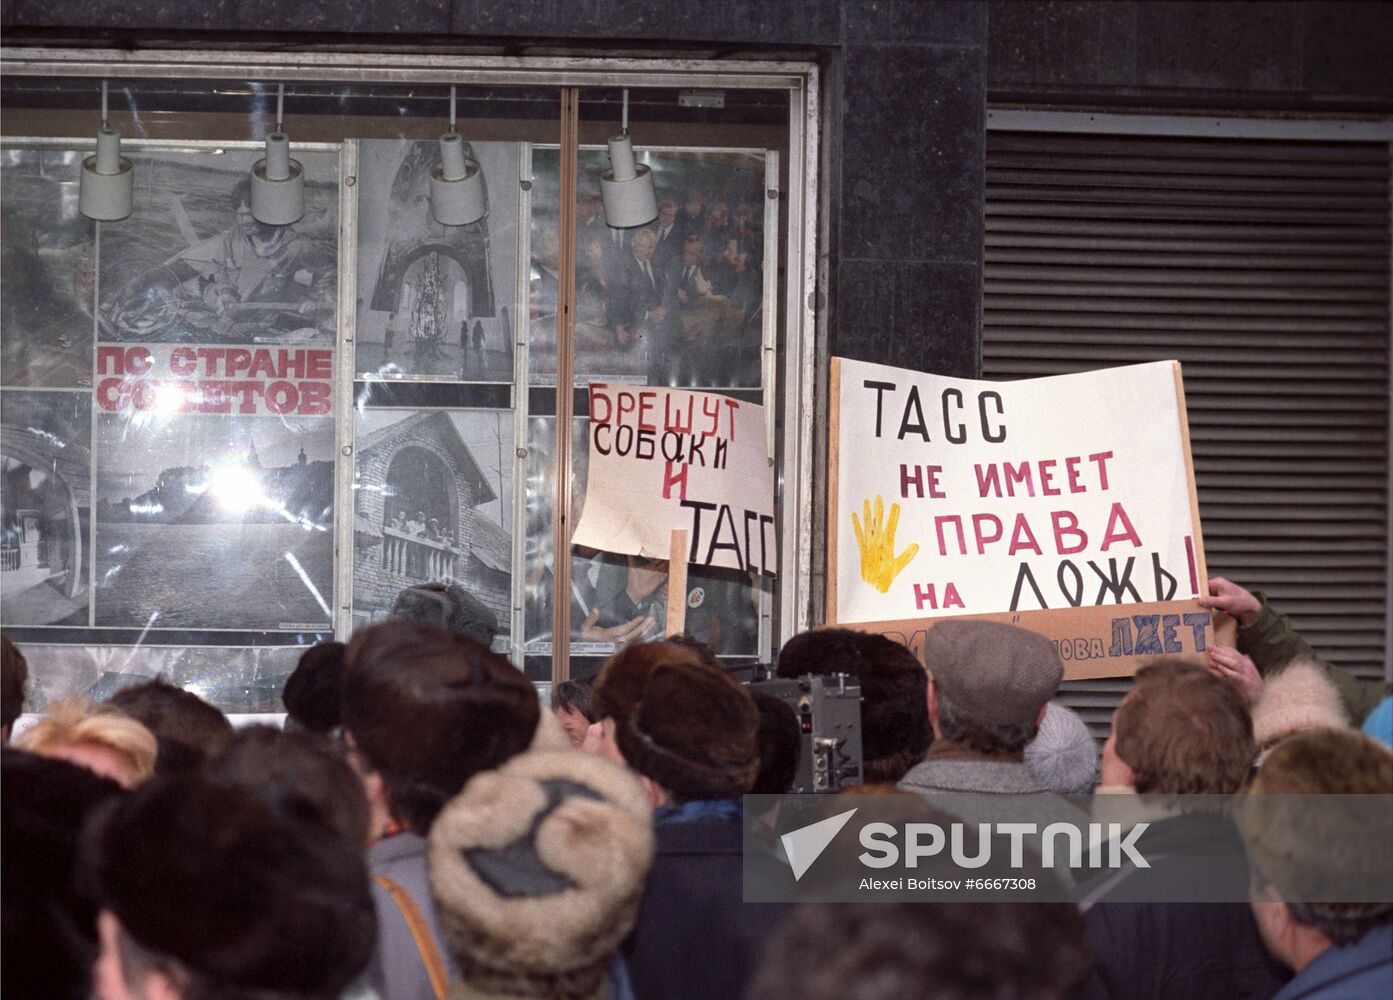 ПО СТРАНЕ
СОВЕТОВ
БРЕШУТ
СОБАКИ
И
ТАСС
ТАСС
НЕ ИМЕЕТ
ПРАВА
НА ЛОЖЬ!
ЛЖЕТ
SPUTNIK
Alexei Boitsov #6667308